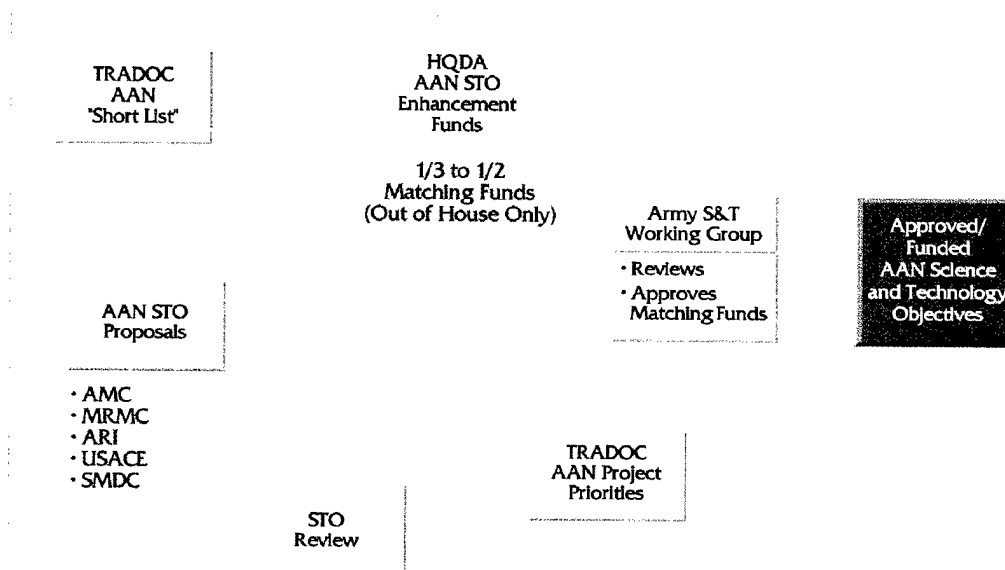 TRADOC
AAN
"Short List"
HQDA
AAN STO
Enhancement
Funds
1/3 to 1/2
Matching Funds
(Out of House Only)
Army S&T
Working Group
• Reviews
• Approves
Matching Funds
Approved/
Funded
AAN Science
and Technology
Objectives
AAN STO
Proposals
• AMC
• MRMC
• ARI
• USACE
• SMDC
TRADOC
AAN Project
Priorities
STO
Review